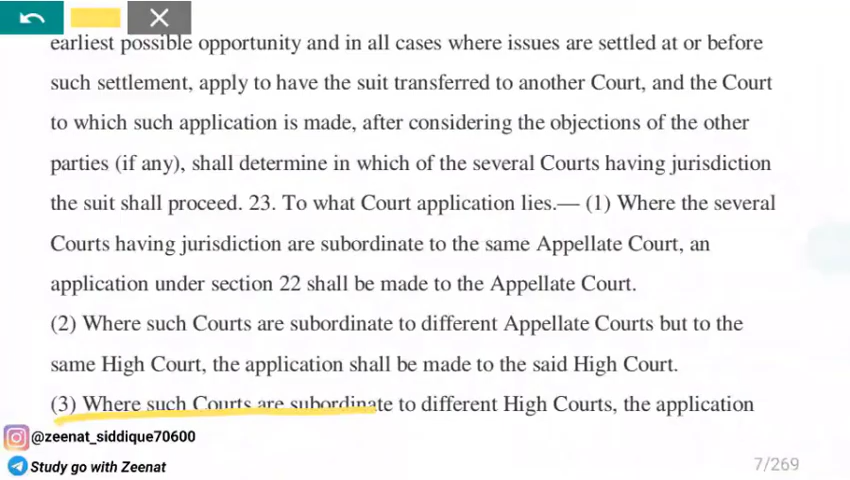 earliest possible opportunity and in all cases where issues are settled at or before
such settlement, apply to have the suit transferred to another Court, and the Court
to which such application is made, after considering the objections of the other
parties (if any), shall determine in which of the several Courts having jurisdiction
the suit shall proceed. 23. To what Court application lies.— (1) Where the several
Courts having jurisdiction are subordinate to the same Appellate Court, an
application under section 22 shall be made to the Appellate Court.
(2) Where such Courts are subordinate to different Appellate Courts but to the
same High Court, the application shall be made to the said High Court.
(3) Where such Courts are subordinate to different High Courts, the application
@zeenat_siddique70600
Study go with Zeenat
7/269